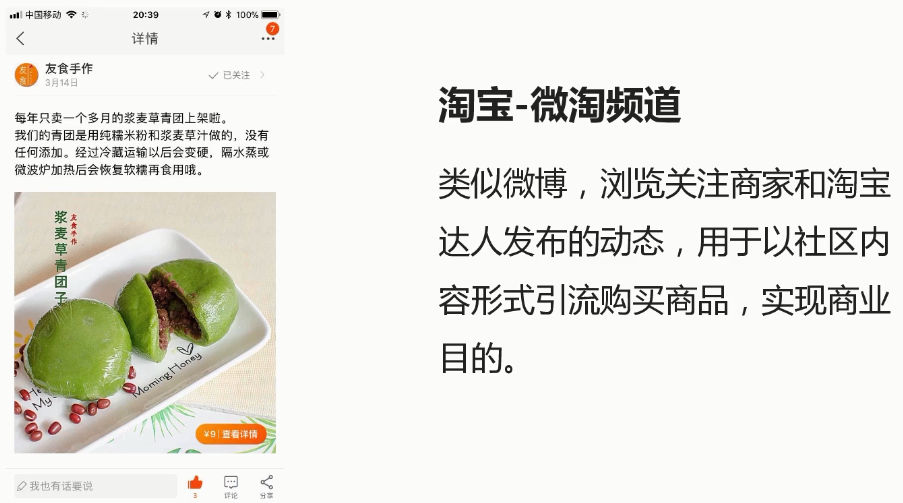 中国移动
20:39
100%
详情
7
友食手作
3月14日
已关注
每年只卖一个多月的浆麦草青团上架啦。
我们的青团是用纯糯米粉和浆麦草汁做的，没有
任何添加。经过冷藏运输以后会变硬，隔水蒸或
微波炉加热后会恢复软糯再食用哦。
友食手作
浆麦草青团子
Morning Honey
My
¥9 | 查看详情
我也有话要说
3
评论
分享
淘宝-微淘频道
类似微博，浏览关注商家和淘宝
达人发布的动态，用于以社区内
容形式引流购买商品，实现商业
目的。